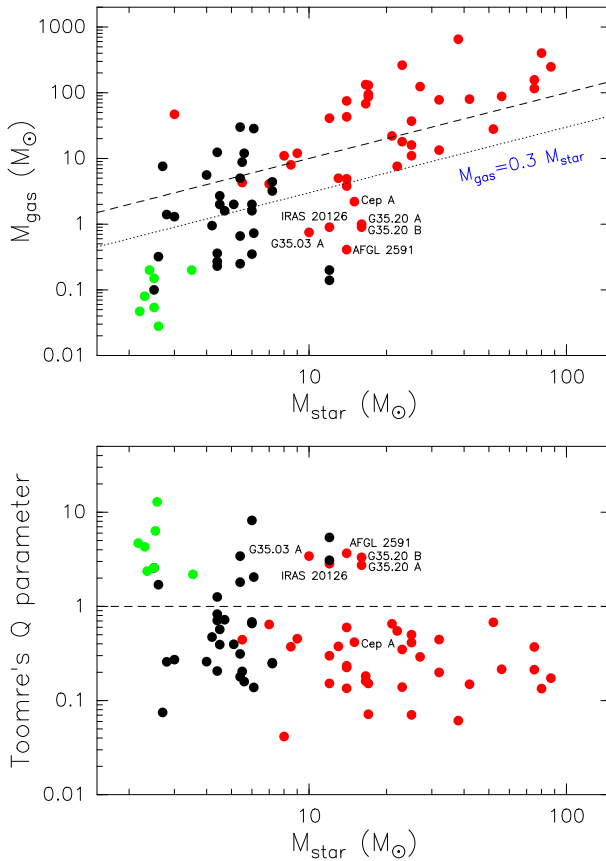 1000
100
10
1
0.1
0.01
M_gas (M_⊙)
M_gas=0.3 M_star
Cep A
IRAS 20126
G35.20 A
G35.20 B
G35.03 A
AFGL 2591
10
100
M_star (M_⊙)
10
1
0.1
0.01
Toomre's Q parameter
AFGL 2591
G35.03 A
G35.20 B
G35.20 A
IRAS 20126
Cep A
10
100
M_star (M_⊙)